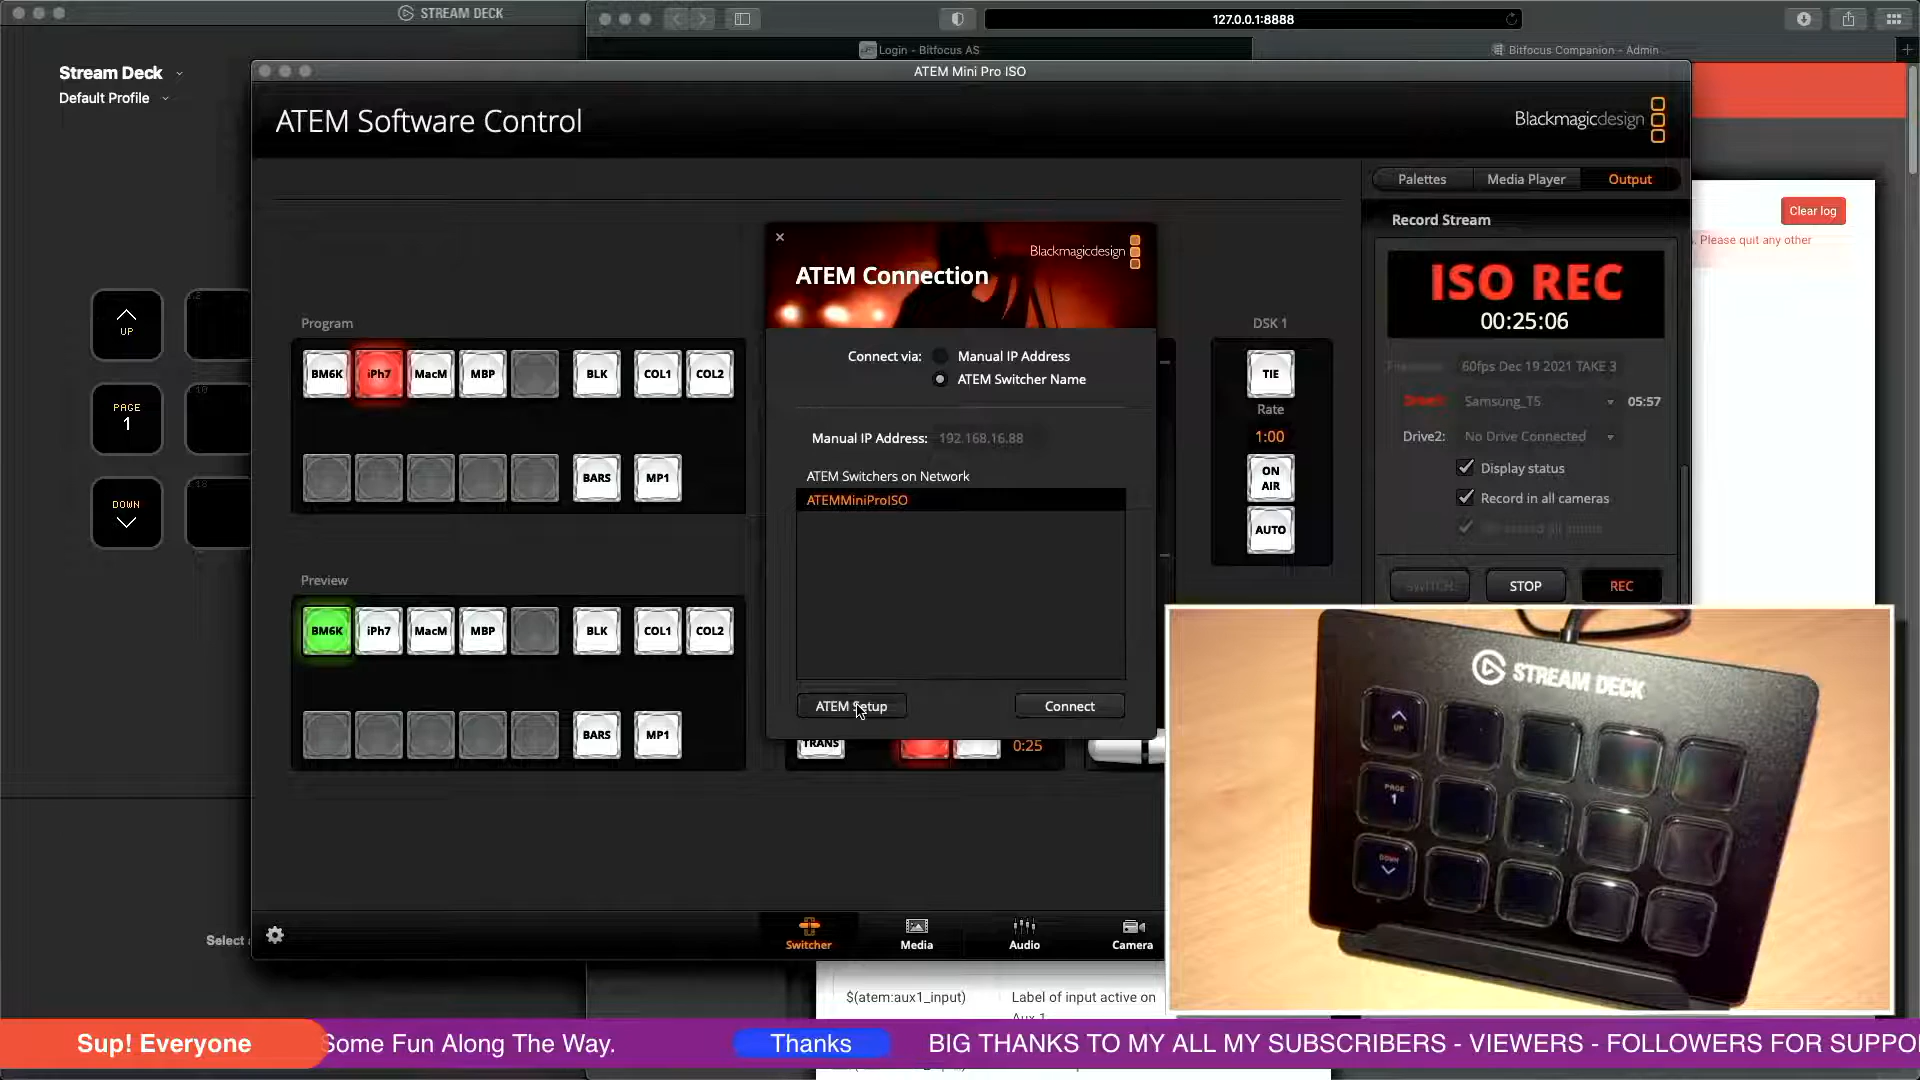 STREAM DECK
127.0.0.1:8888
Login - Bitfocus AS
Bitfocus Companion - Admin
Stream Deck
Default Profile
ATEM Mini Pro ISO
ATEM Software Control
Blackmagicdesign
Palettes
Media Player
Output
Record Stream
Clear log
. Please quit any other
ISO REC
00:25:06
60fps Dec 19 2021 TAKE 3
Samsung_T5
05:57
Drive2:
No Drive Connected
Display status
Record in all cameras
SWITCH
STOP
REC
Blackmagicdesign
ATEM Connection
Connect via:
Manual IP Address
ATEM Switcher Name
Manual IP Address:
192.168.16.88
ATEM Switchers on Network
ATEMMiniProISO
ATEM Setup
Connect
Program
BM6K
iPh7
MacM
MBP
BLK
COL1
COL2
BARS
MP1
Preview
BM6K
iPh7
MacM
MBP
BLK
COL1
COL2
BARS
MP1
DSK 1
TIE
Rate
1:00
ON
AIR
AUTO
TRANS
0:25
UP
PAGE
1
DOWN
Select
Switcher
Media
Audio
Camera
STREAM DECK
UP
PAGE
1
DOWN
$(atem:aux1_input)
Label of input active on
Aux 1
Sup! Everyone
Some Fun Along The Way.
Thanks
BIG THANKS TO MY ALL MY SUBSCRIBERS - VIEWERS - FOLLOWERS FOR SUPPO